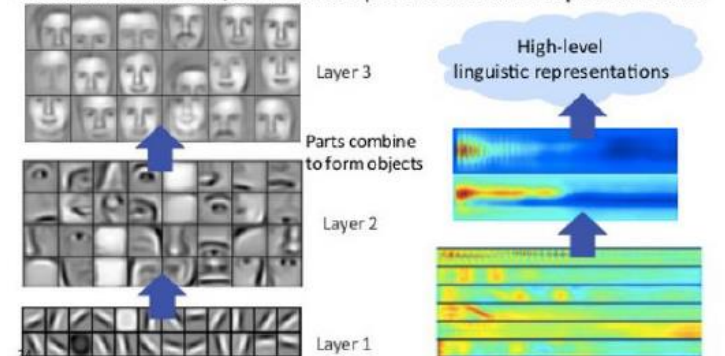 High-level
linguistic representations
Layer 3
Parts combine
to form objects
Layer 2
Layer 1